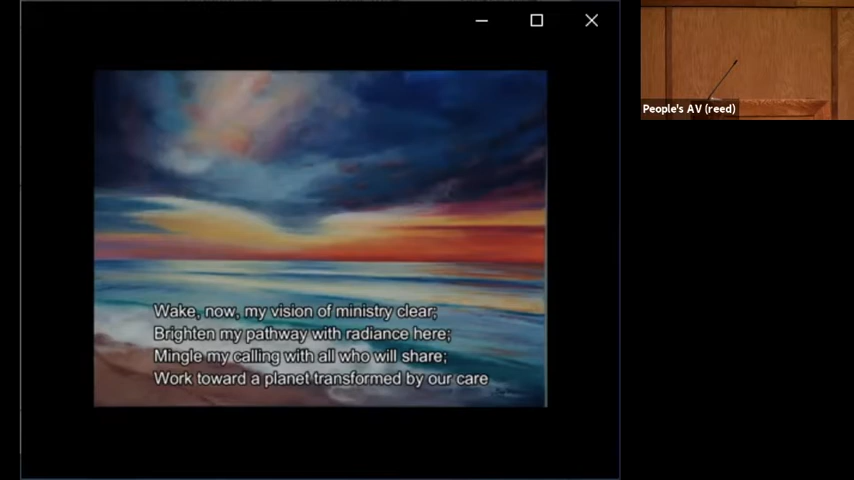 People's AV (reed)
Wake, now, my vision of ministry clear;
Brighten my pathway with radiance here;
Mingle my calling with all who will share;
Work toward a planet transformed by our care